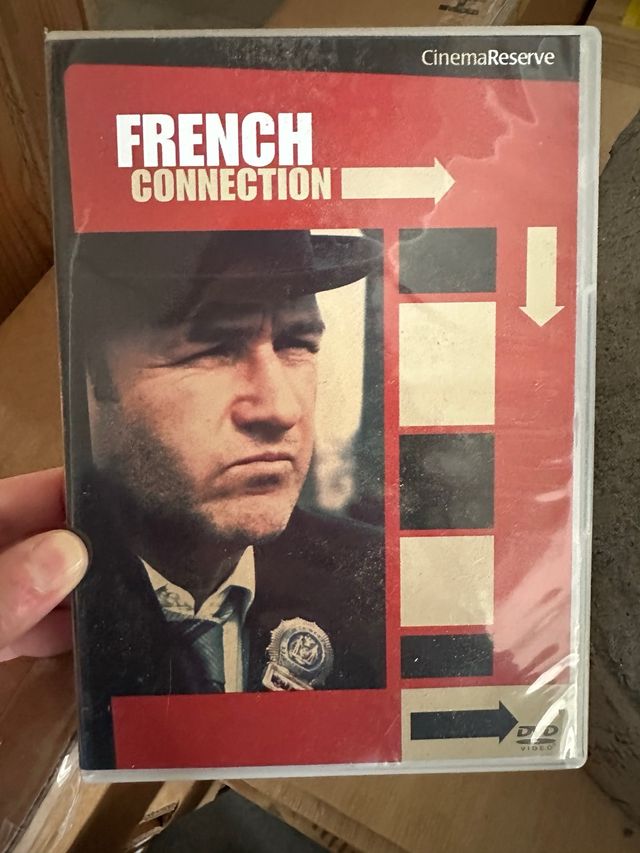 CinemaReserve
FRENCH
CONNECTION
DVD
VIDEO